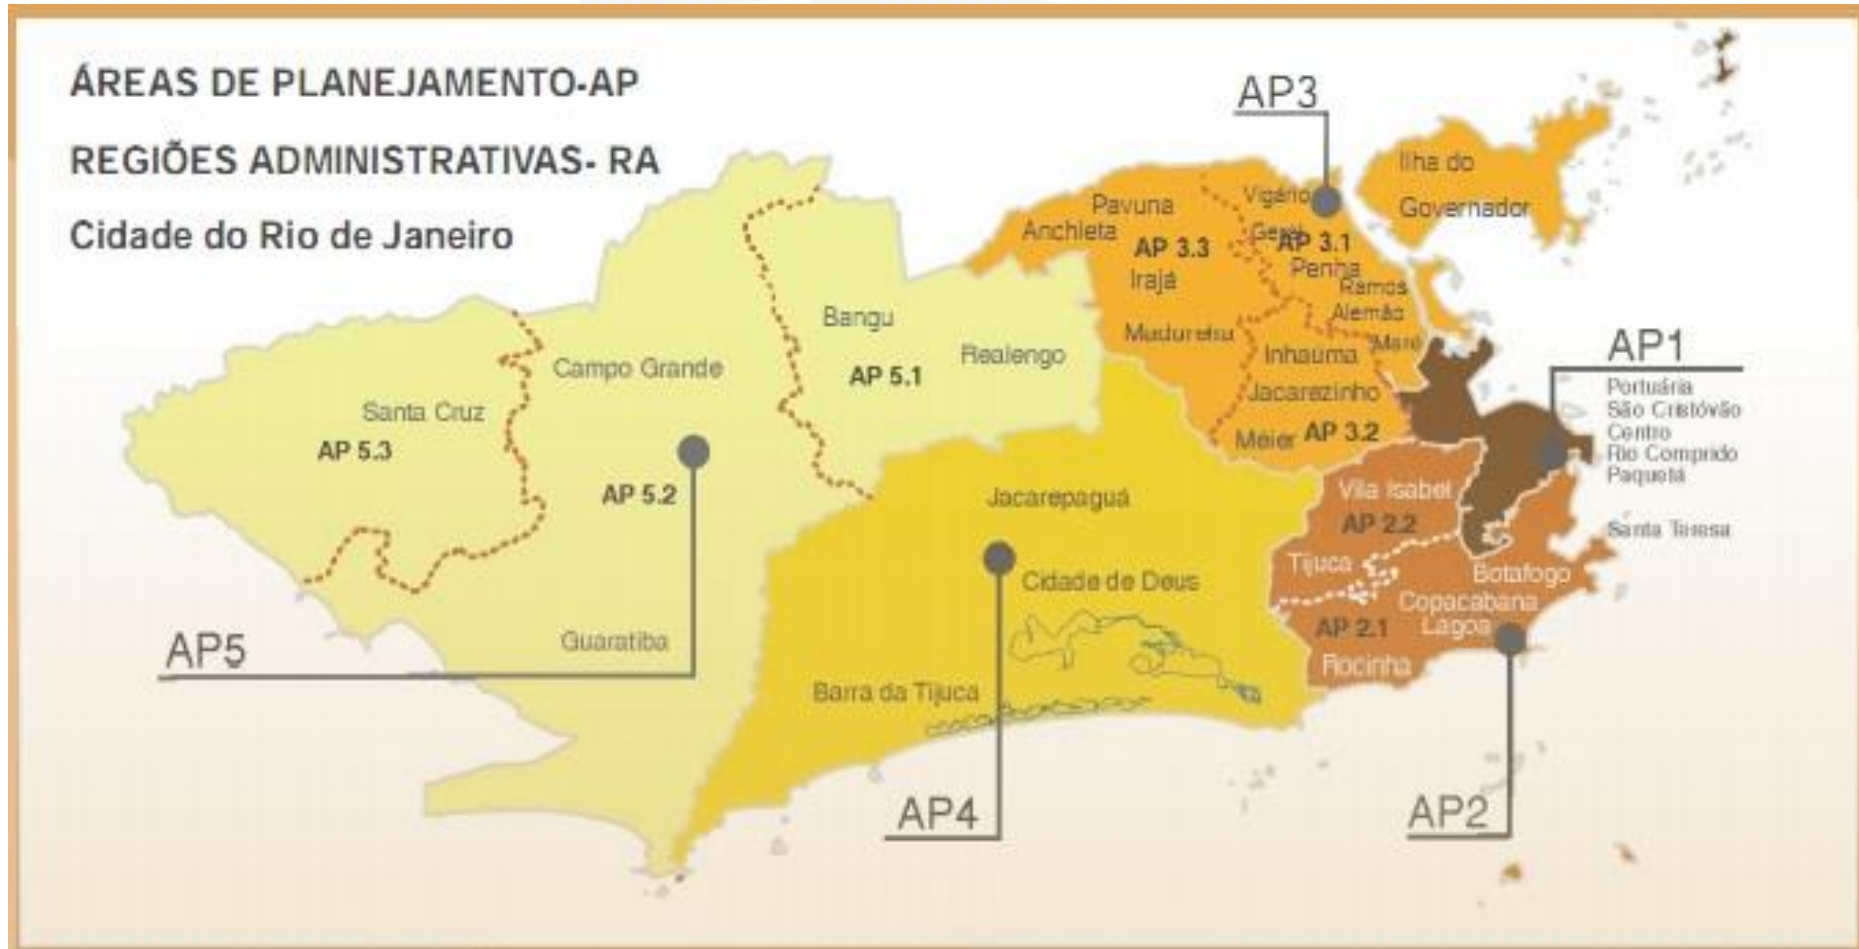 ÁREAS DE PLANEJAMENTO-AP
REGIÕES ADMINISTRATIVAS- RA
Cidade do Rio de Janeiro
AP3
Ilha do
Governador
Vigário
Geral
Pavuna
Anchieta
AP 3.3
AP 3.1
Irajá
Penha
Ramos
Alemão
Madureira
Maré
Inhauma
Jacarezinho
Méier
AP 3.2
Bangu
Realengo
AP 5.1
Campo Grande
Santa Cruz
AP 5.3
AP 5.2
Guaratiba
AP5
AP1
Portuária
São Cristóvão
Centro
Rio Comprido
Paquetá
Santa Teresa
Vila Isabel
AP 2.2
Tijuca
Botafogo
Copacabana
AP 2.1
Lagoa
Rocinha
Jacarepaguá
Cidade de Deus
Barra da Tijuca
AP4
AP2